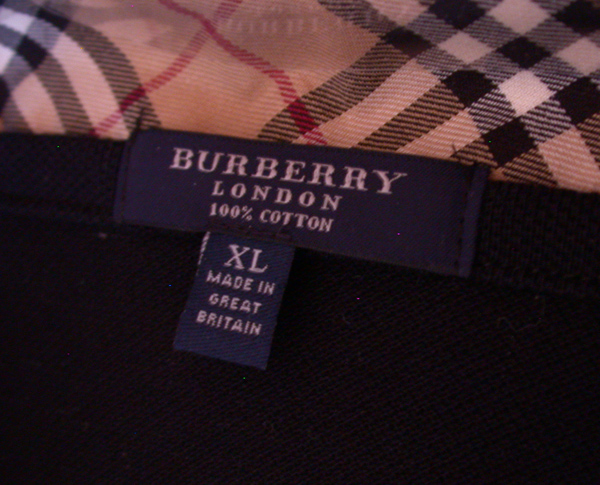 BURBERRY
LONDON
100% COTTON
XL
MADE IN
GREAT
BRITAIN